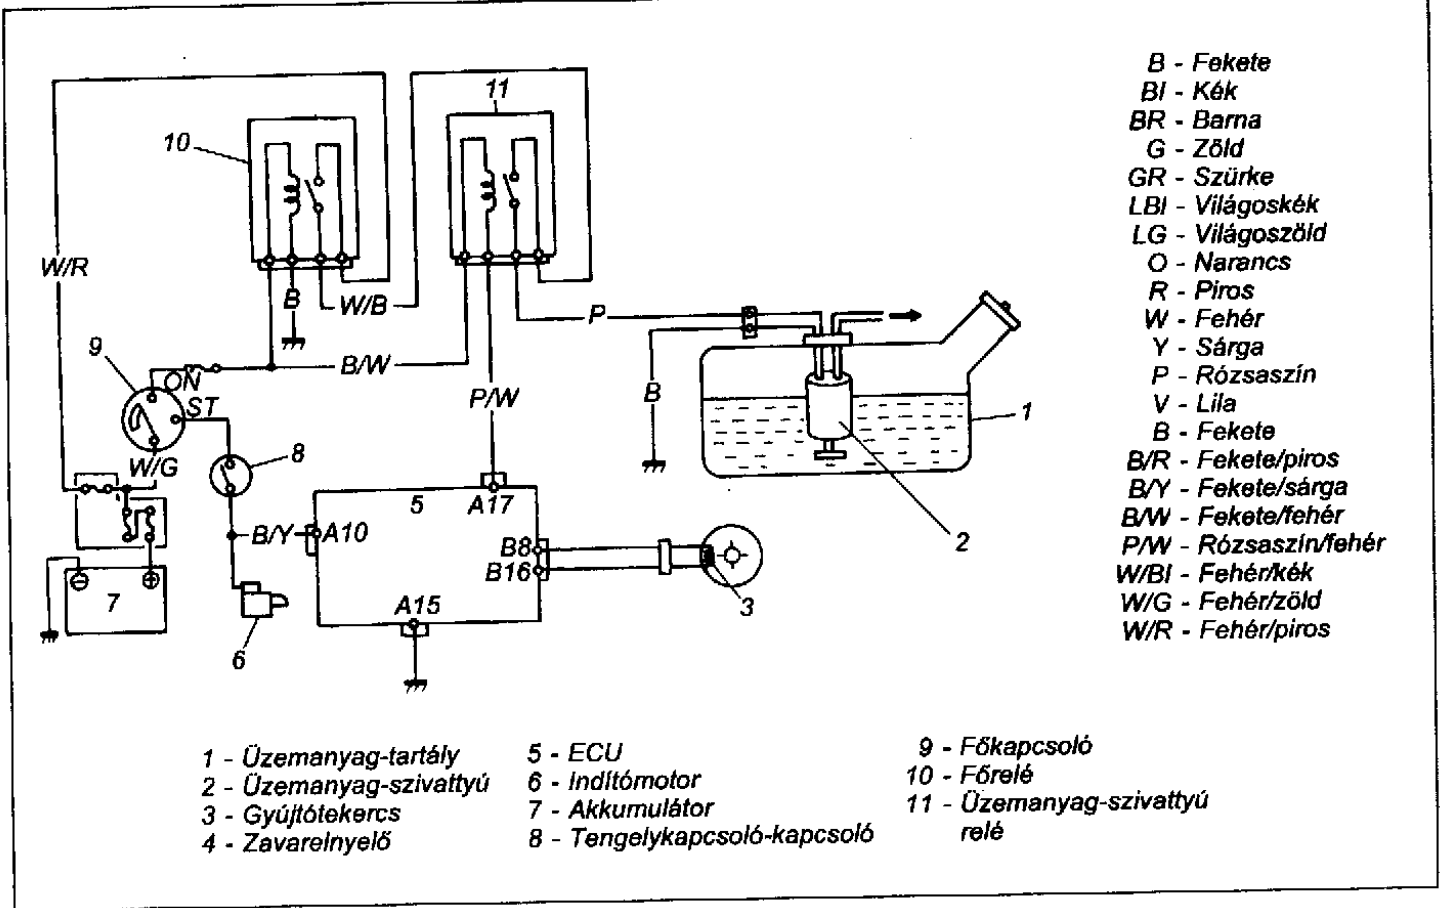 11
10
W/R
B
W/B
P
9
ON
B/W
ST
P/W
B
1
W/G
8
5
A17
B/Y
A10
B8
B16
2
7
A15
3
6
B - Fekete
Bl - Kék
BR - Barna
G - Zöld
GR - Szürke
LBl - Világoskék
LG - Világoszöld
O - Narancs
R - Piros
W - Fehér
Y - Sárga
P - Rózsaszín
V - Lila
B - Fekete
B/R - Fekete/piros
B/Y - Fekete/sárga
B/W - Fekete/fehér
P/W - Rózsaszín/fehér
W/Bl - Fehér/kék
W/G - Fehér/zöld
W/R - Fehér/piros
1 - Üzemanyag-tartály
2 - Üzemanyag-szivattyú
3 - Gyújtótekercs
4 - Zavarelnyelő
5 - ECU
6 - Indítómotor
7 - Akkumulátor
8 - Tengelykapcsoló-kapcsoló
9 - Főkapcsoló
10 - Főrelé
11 - Üzemanyag-szivattyú
relé